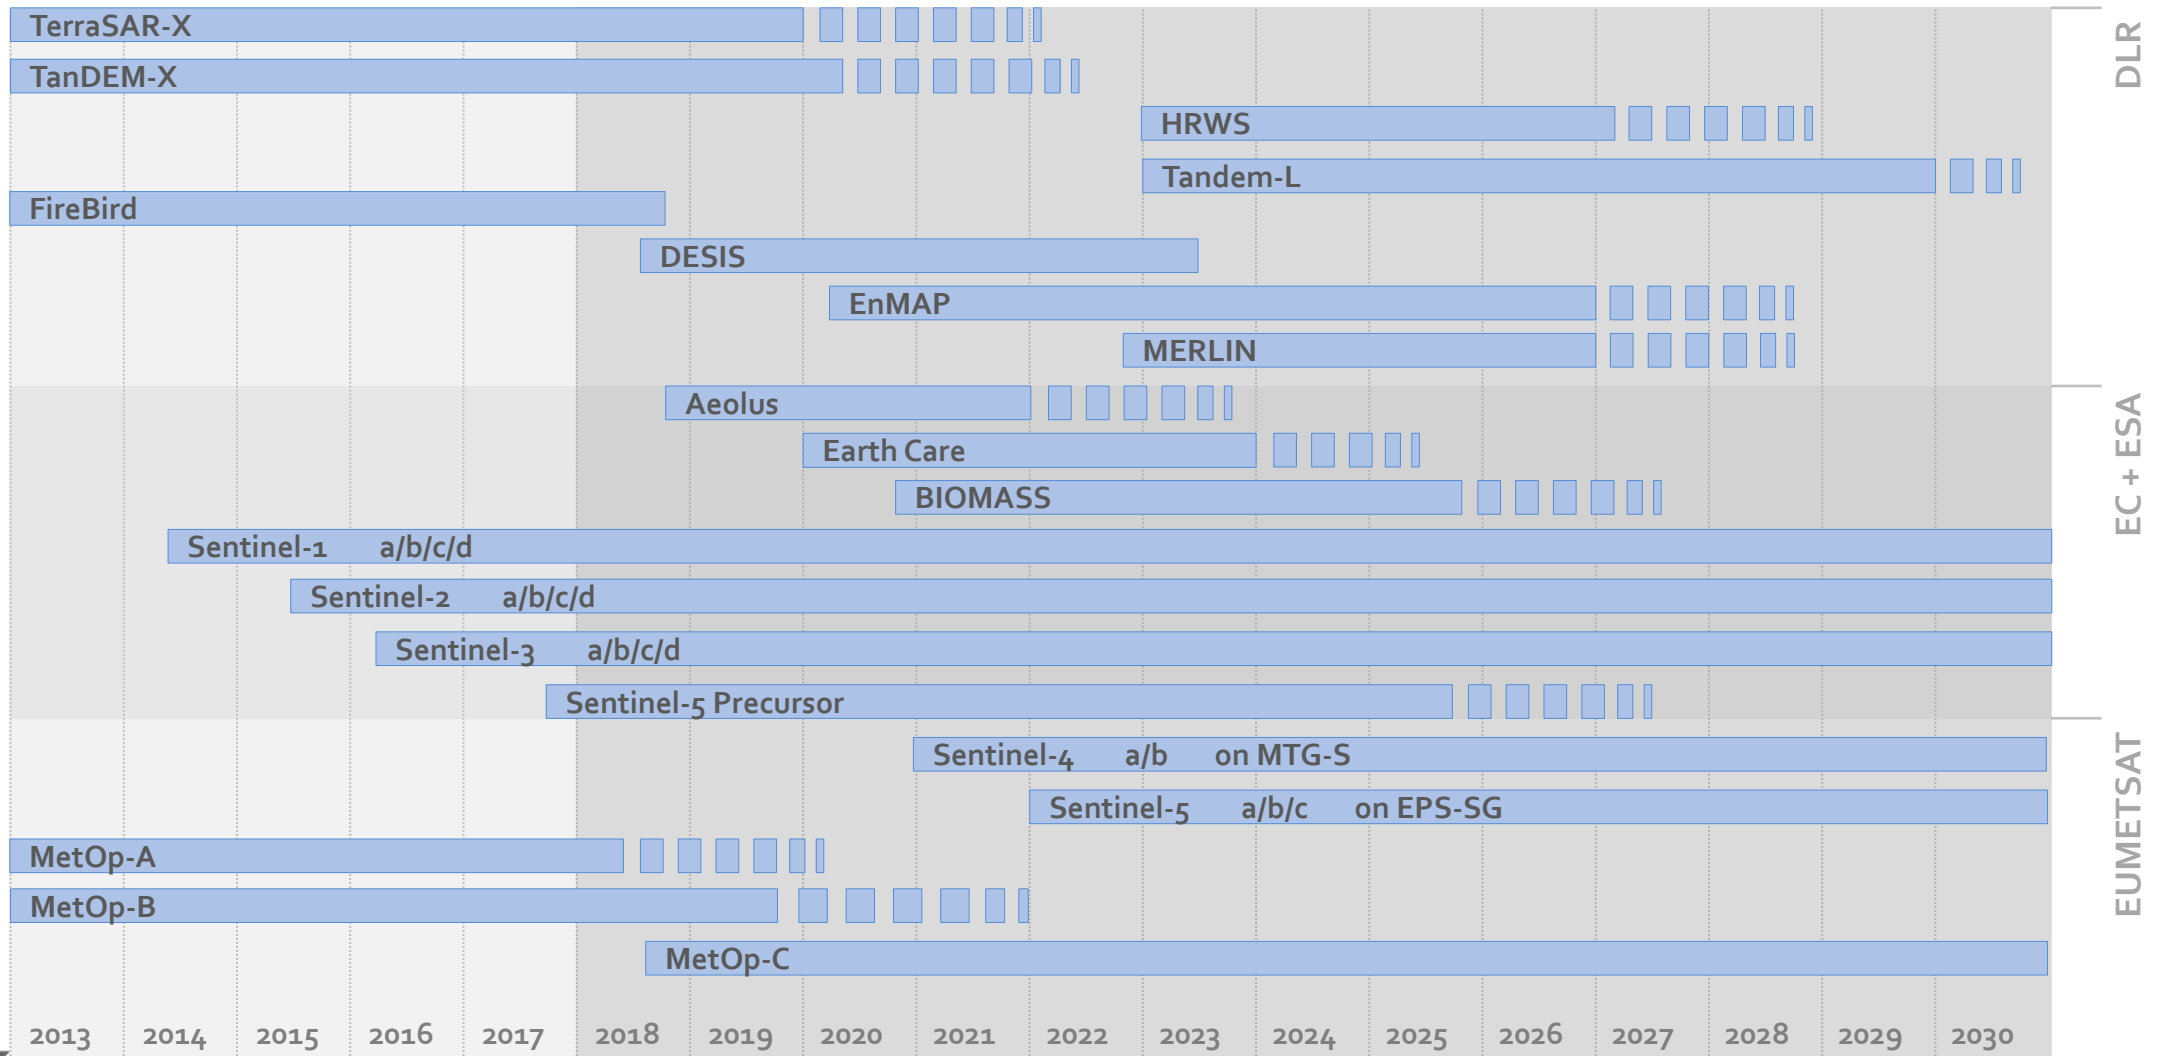 TerraSAR-X
TanDEM-X
HRWS
Tandem-L
FireBird
DESIS
EnMAP
MERLIN
DLR
Aeolus
Earth Care
BIOMASS
Sentinel-1 a/b/c/d
Sentinel-2 a/b/c/d
Sentinel-3 a/b/c/d
Sentinel-5 Precursor
EC + ESA
Sentinel-4 a/b on MTG-S
Sentinel-5 a/b/c on EPS-SG
MetOp-A
MetOp-B
MetOp-C
EUMETSAT
2013 2014 2015 2016 2017 2018 2019 2020 2021 2022 2023 2024 2025 2026 2027 2028 2029 2030